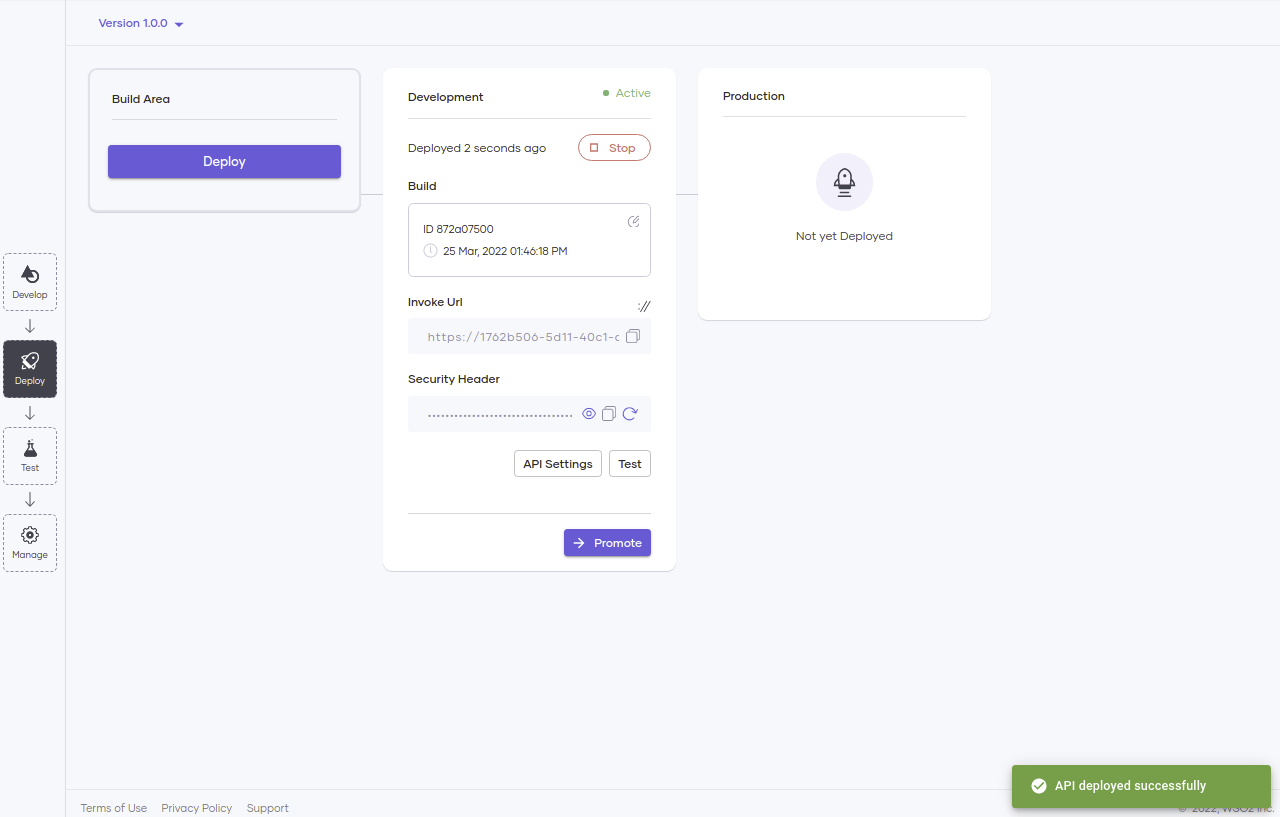 Version 1.0.0
Build Area
Deploy
Development
Active
Deployed 2 seconds ago
Stop
Build
ID 872a07500
25 Mar, 2022 01:46:18 PM
Invoke Url
https://1762b506-5d11-40c1-c
Security Header
API Settings
Test
Promote
Production
Not yet Deployed
Develop
Deploy
Test
Manage
API deployed successfully
Terms of Use Privacy Policy Support
© 2022, WSO2 Inc.